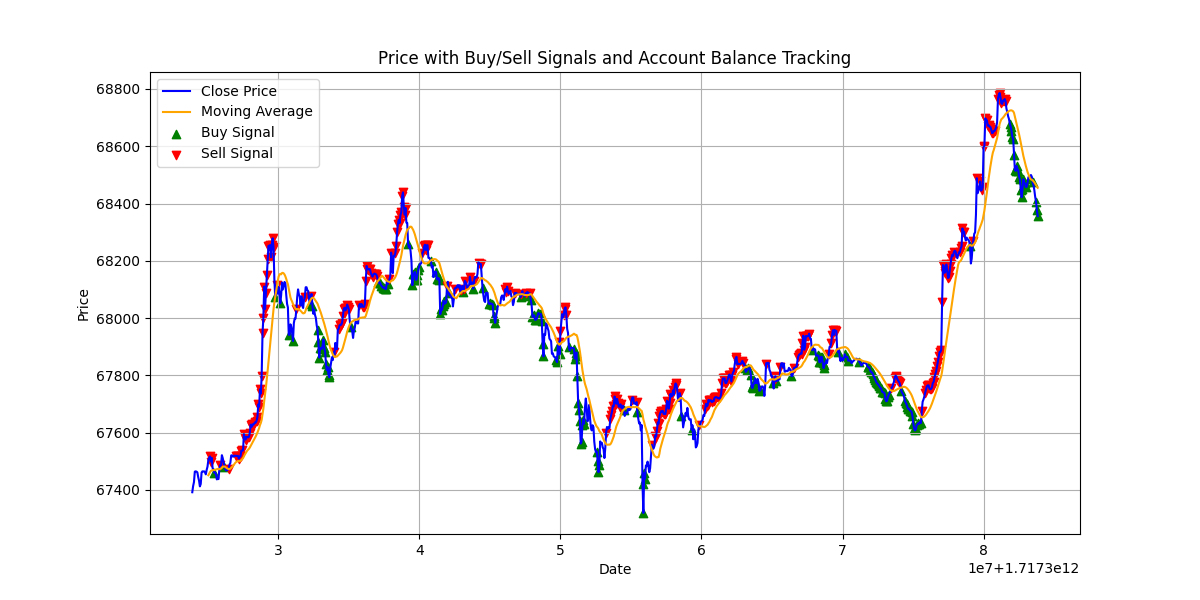 Price with Buy/Sell Signals and Account Balance Tracking
Close Price
Moving Average
Buy Signal
Sell Signal
Price
68800
68600
68400
68200
68000
67800
67600
67400
3 4 5 6 7 8
Date
1e7+1.7173e12